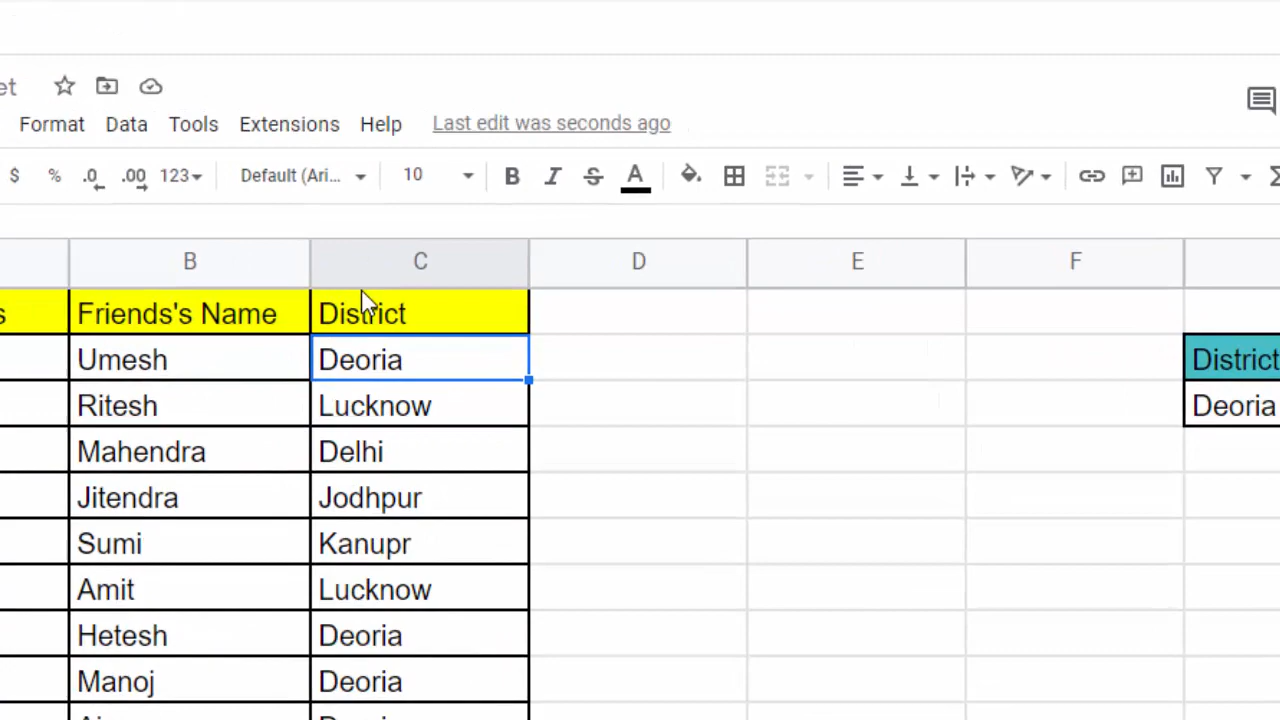 et
Format Data Tools Extensions Help Last edit was seconds ago
$ % .0 .00 123 Default (Ari... 10 B I S A
B C D E F
s Friends's Name District
Umesh Deoria District
Ritesh Lucknow Deoria
Mahendra Delhi
Jitendra Jodhpur
Sumi Kanupr
Amit Lucknow
Hetesh Deoria
Manoj Deoria